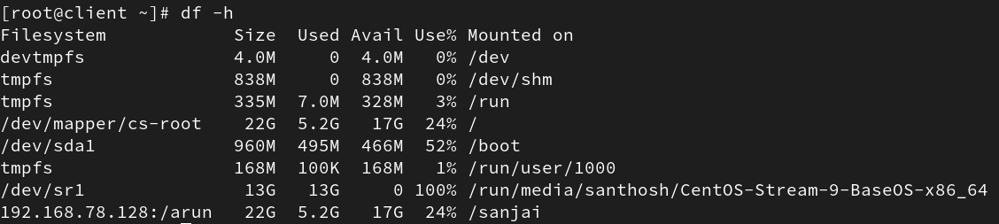 [root@client ~]# df -h
Filesystem            Size  Used Avail Use% Mounted on
devtmpfs              4.0M     0  4.0M   0% /dev
tmpfs                 838M     0  838M   0% /dev/shm
tmpfs                 335M  7.0M  328M   3% /run
/dev/mapper/cs-root    22G  5.2G   17G  24% /
/dev/sda1             960M  495M  466M  52% /boot
tmpfs                 168M  100K  168M   1% /run/user/1000
/dev/sr1               13G   13G     0 100% /run/media/santhosh/CentOS-Stream-9-BaseOS-x86_64
192.168.78.128:/arun   22G  5.2G   17G  24% /sanjai